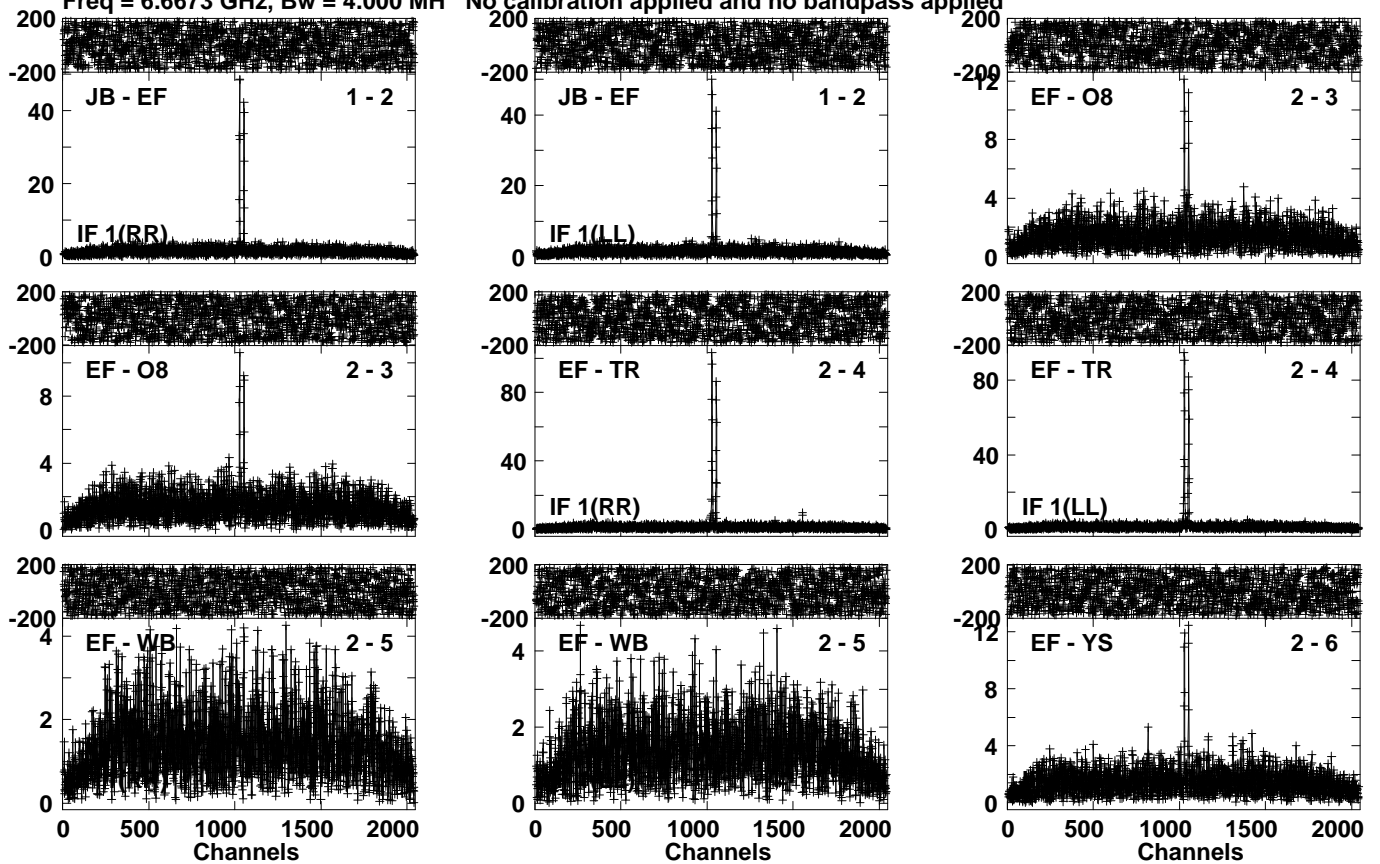 Freq = 6.6673 GHz, Bw = 4.000 MH   No calibration applied and no bandpass applied
200 200 200
-200 -200 -200
JB - EF 1 - 2 JB - EF 1 - 2 EF - O8 2 - 3
12
40 40 8
20 20 4
IF 1(RR) IF 1(LL)
0 0 0
200 200 200
-200 -200 -200
EF - O8 2 - 3 EF - TR 2 - 4 EF - TR 2 - 4
8 80 80
4 40 40
IF 1(RR) IF 1(LL)
0 0 0
200 200 200
-200 -200 -200
EF - WB 2 - 5 EF - WB 2 - 5 EF - YS 2 - 6
4 4 12
8
2 2 4
0 0 0
0 500 1000 1500 2000 0 500 1000 1500 2000 0 500 1000 1500 2000
Channels Channels Channels